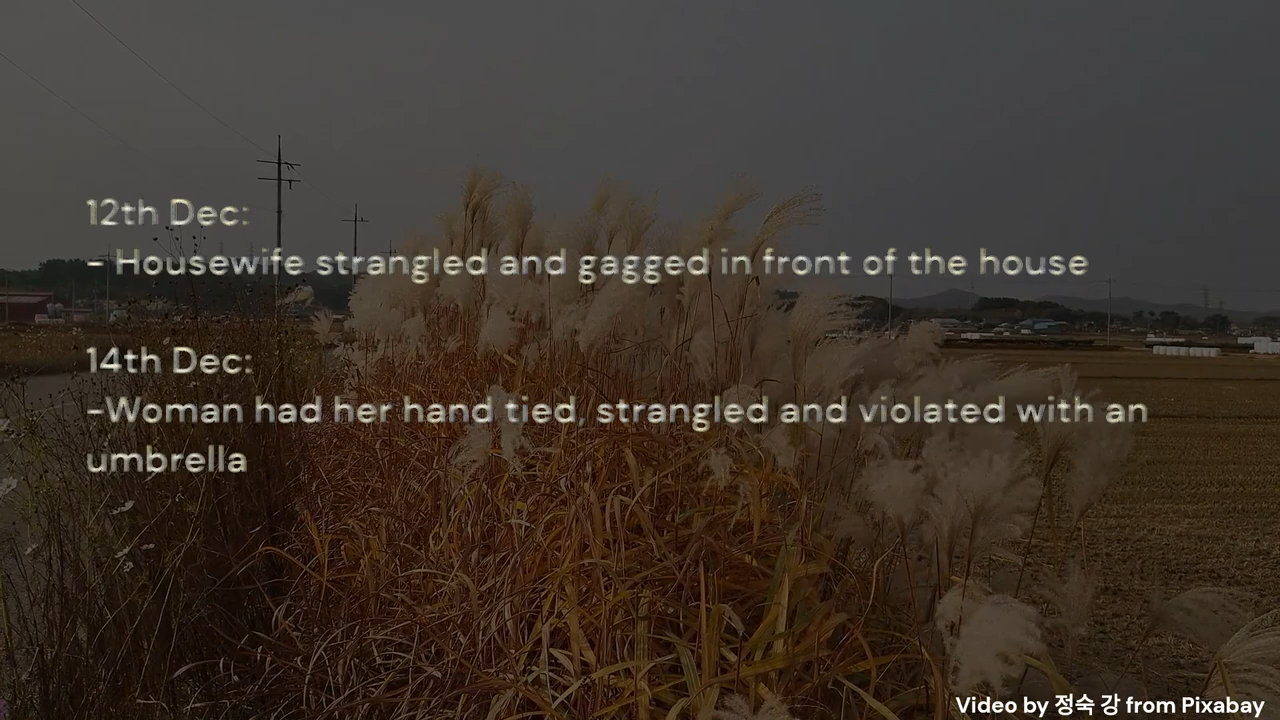 12th Dec:
- Housewife strangled and gagged in front of the house
14th Dec:
-Woman had her hand tied, strangled and violated with an
umbrella
Video by 정숙 강 from Pixabay